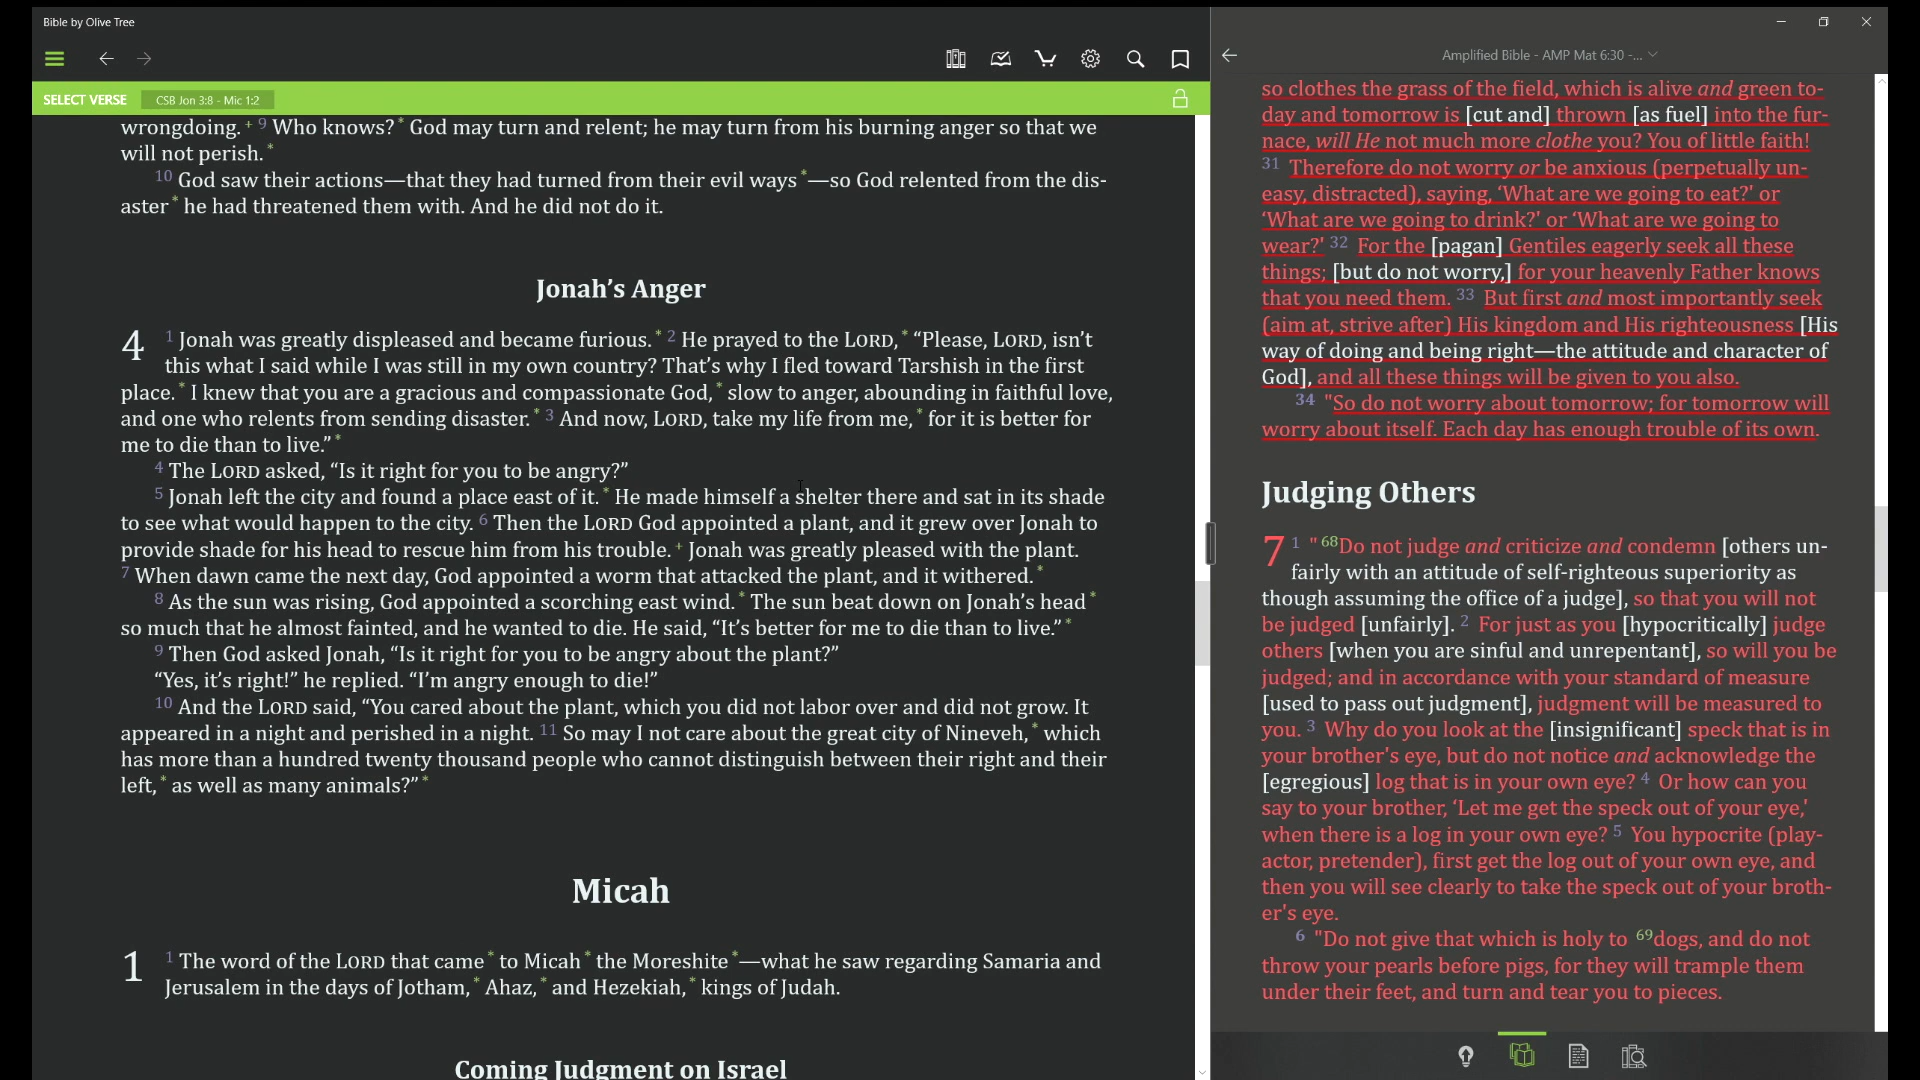 Bible by Olive Tree
SELECT VERSE CSB Jon 3:8 - Mic 1:2
wrongdoing. + 9 Who knows?* God may turn and relent; he may turn from his burning anger so that we
will not perish.*
10 God saw their actions—that they had turned from their evil ways*—so God relented from the dis-
aster* he had threatened them with. And he did not do it.
Jonah's Anger
4 1 Jonah was greatly displeased and became furious.* 2 He prayed to the LORD,* “Please, LORD, isn't
this what I said while I was still in my own country? That's why I fled toward Tarshish in the first
place.* I knew that you are a gracious and compassionate God,* slow to anger, abounding in faithful love,
and one who relents from sending disaster.* 3 And now, LORD, take my life from me,* for it is better for
me to die than to live.”*
4 The LORD asked, “Is it right for you to be angry?”
5 Jonah left the city and found a place east of it.* He made himself a shelter there and sat in its shade
to see what would happen to the city. 6 Then the LORD God appointed a plant, and it grew over Jonah to
provide shade for his head to rescue him from his trouble.+ Jonah was greatly pleased with the plant.
7 When dawn came the next day, God appointed a worm that attacked the plant, and it withered.*
8 As the sun was rising, God appointed a scorching east wind.* The sun beat down on Jonah's head*
so much that he almost fainted, and he wanted to die. He said, “It's better for me to die than to live.”*
9 Then God asked Jonah, “Is it right for you to be angry about the plant?”
“Yes, it's right!” he replied. “I'm angry enough to die!”
10 And the LORD said, “You cared about the plant, which you did not labor over and did not grow. It
appeared in a night and perished in a night. 11 So may I not care about the great city of Nineveh,* which
has more than a hundred twenty thousand people who cannot distinguish between their right and their
left,* as well as many animals?”*
Micah
1 1 The word of the LORD that came* to Micah* the Moreshite*—what he saw regarding Samaria and
Jerusalem in the days of Jotham,* Ahaz,* and Hezekiah,* kings of Judah.
Coming Judgment on Israel
Amplified Bible - AMP Mat 6:30 -...
so clothes the grass of the field, which is alive and green to-
day and tomorrow is [cut and] thrown [as fuel] into the fur-
nace, will He not much more clothe you? You of little faith!
31 Therefore do not worry or be anxious (perpetually un-
easy, distracted), saying, ‘What are we going to eat?' or
‘What are we going to drink?' or ‘What are we going to
wear?' 32 For the [pagan] Gentiles eagerly seek all these
things; [but do not worry,] for your heavenly Father knows
that you need them. 33 But first and most importantly seek
(aim at, strive after) His kingdom and His righteousness [His
way of doing and being right—the attitude and character of
God], and all these things will be given to you also.
34 "So do not worry about tomorrow; for tomorrow will
worry about itself. Each day has enough trouble of its own.
Judging Others
7 1 "68Do not judge and criticize and condemn [others un-
fairly with an attitude of self-righteous superiority as
though assuming the office of a judge], so that you will not
be judged [unfairly]. 2 For just as you [hypocritically] judge
others [when you are sinful and unrepentant], so will you be
judged; and in accordance with your standard of measure
[used to pass out judgment], judgment will be measured to
you. 3 Why do you look at the [insignificant] speck that is in
your brother's eye, but do not notice and acknowledge the
[egregious] log that is in your own eye? 4 Or how can you
say to your brother, ‘Let me get the speck out of your eye,'
when there is a log in your own eye? 5 You hypocrite (play-
actor, pretender), first get the log out of your own eye, and
then you will see clearly to take the speck out of your broth-
er's eye.
6 "Do not give that which is holy to 69dogs, and do not
throw your pearls before pigs, for they will trample them
under their feet, and turn and tear you to pieces.